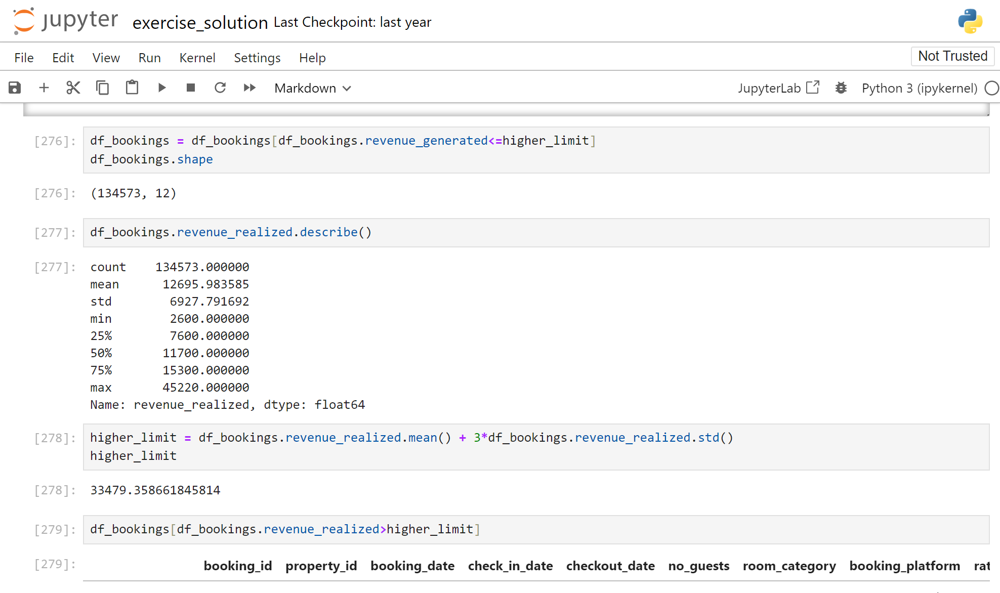 jupyter exercise_solution Last Checkpoint: last year
File Edit View Run Kernel Settings Help Not Trusted
Markdown JupyterLab Python 3 (ipykernel)
[276]: df_bookings = df_bookings[df_bookings.revenue_generated<=higher_limit]
df_bookings.shape
[276]: (134573, 12)
[277]: df_bookings.revenue_realized.describe()
[277]: count 134573.000000
mean 12695.983585
std 6927.791692
min 2600.000000
25% 7600.000000
50% 11700.000000
75% 15300.000000
max 45220.000000
Name: revenue_realized, dtype: float64
[278]: higher_limit = df_bookings.revenue_realized.mean() + 3*df_bookings.revenue_realized.std()
higher_limit
[278]: 33479.358661845814
[279]: df_bookings[df_bookings.revenue_realized>higher_limit]
[279]: booking_id property_id booking_date check_in_date checkout_date no_guests room_category booking_platform rat